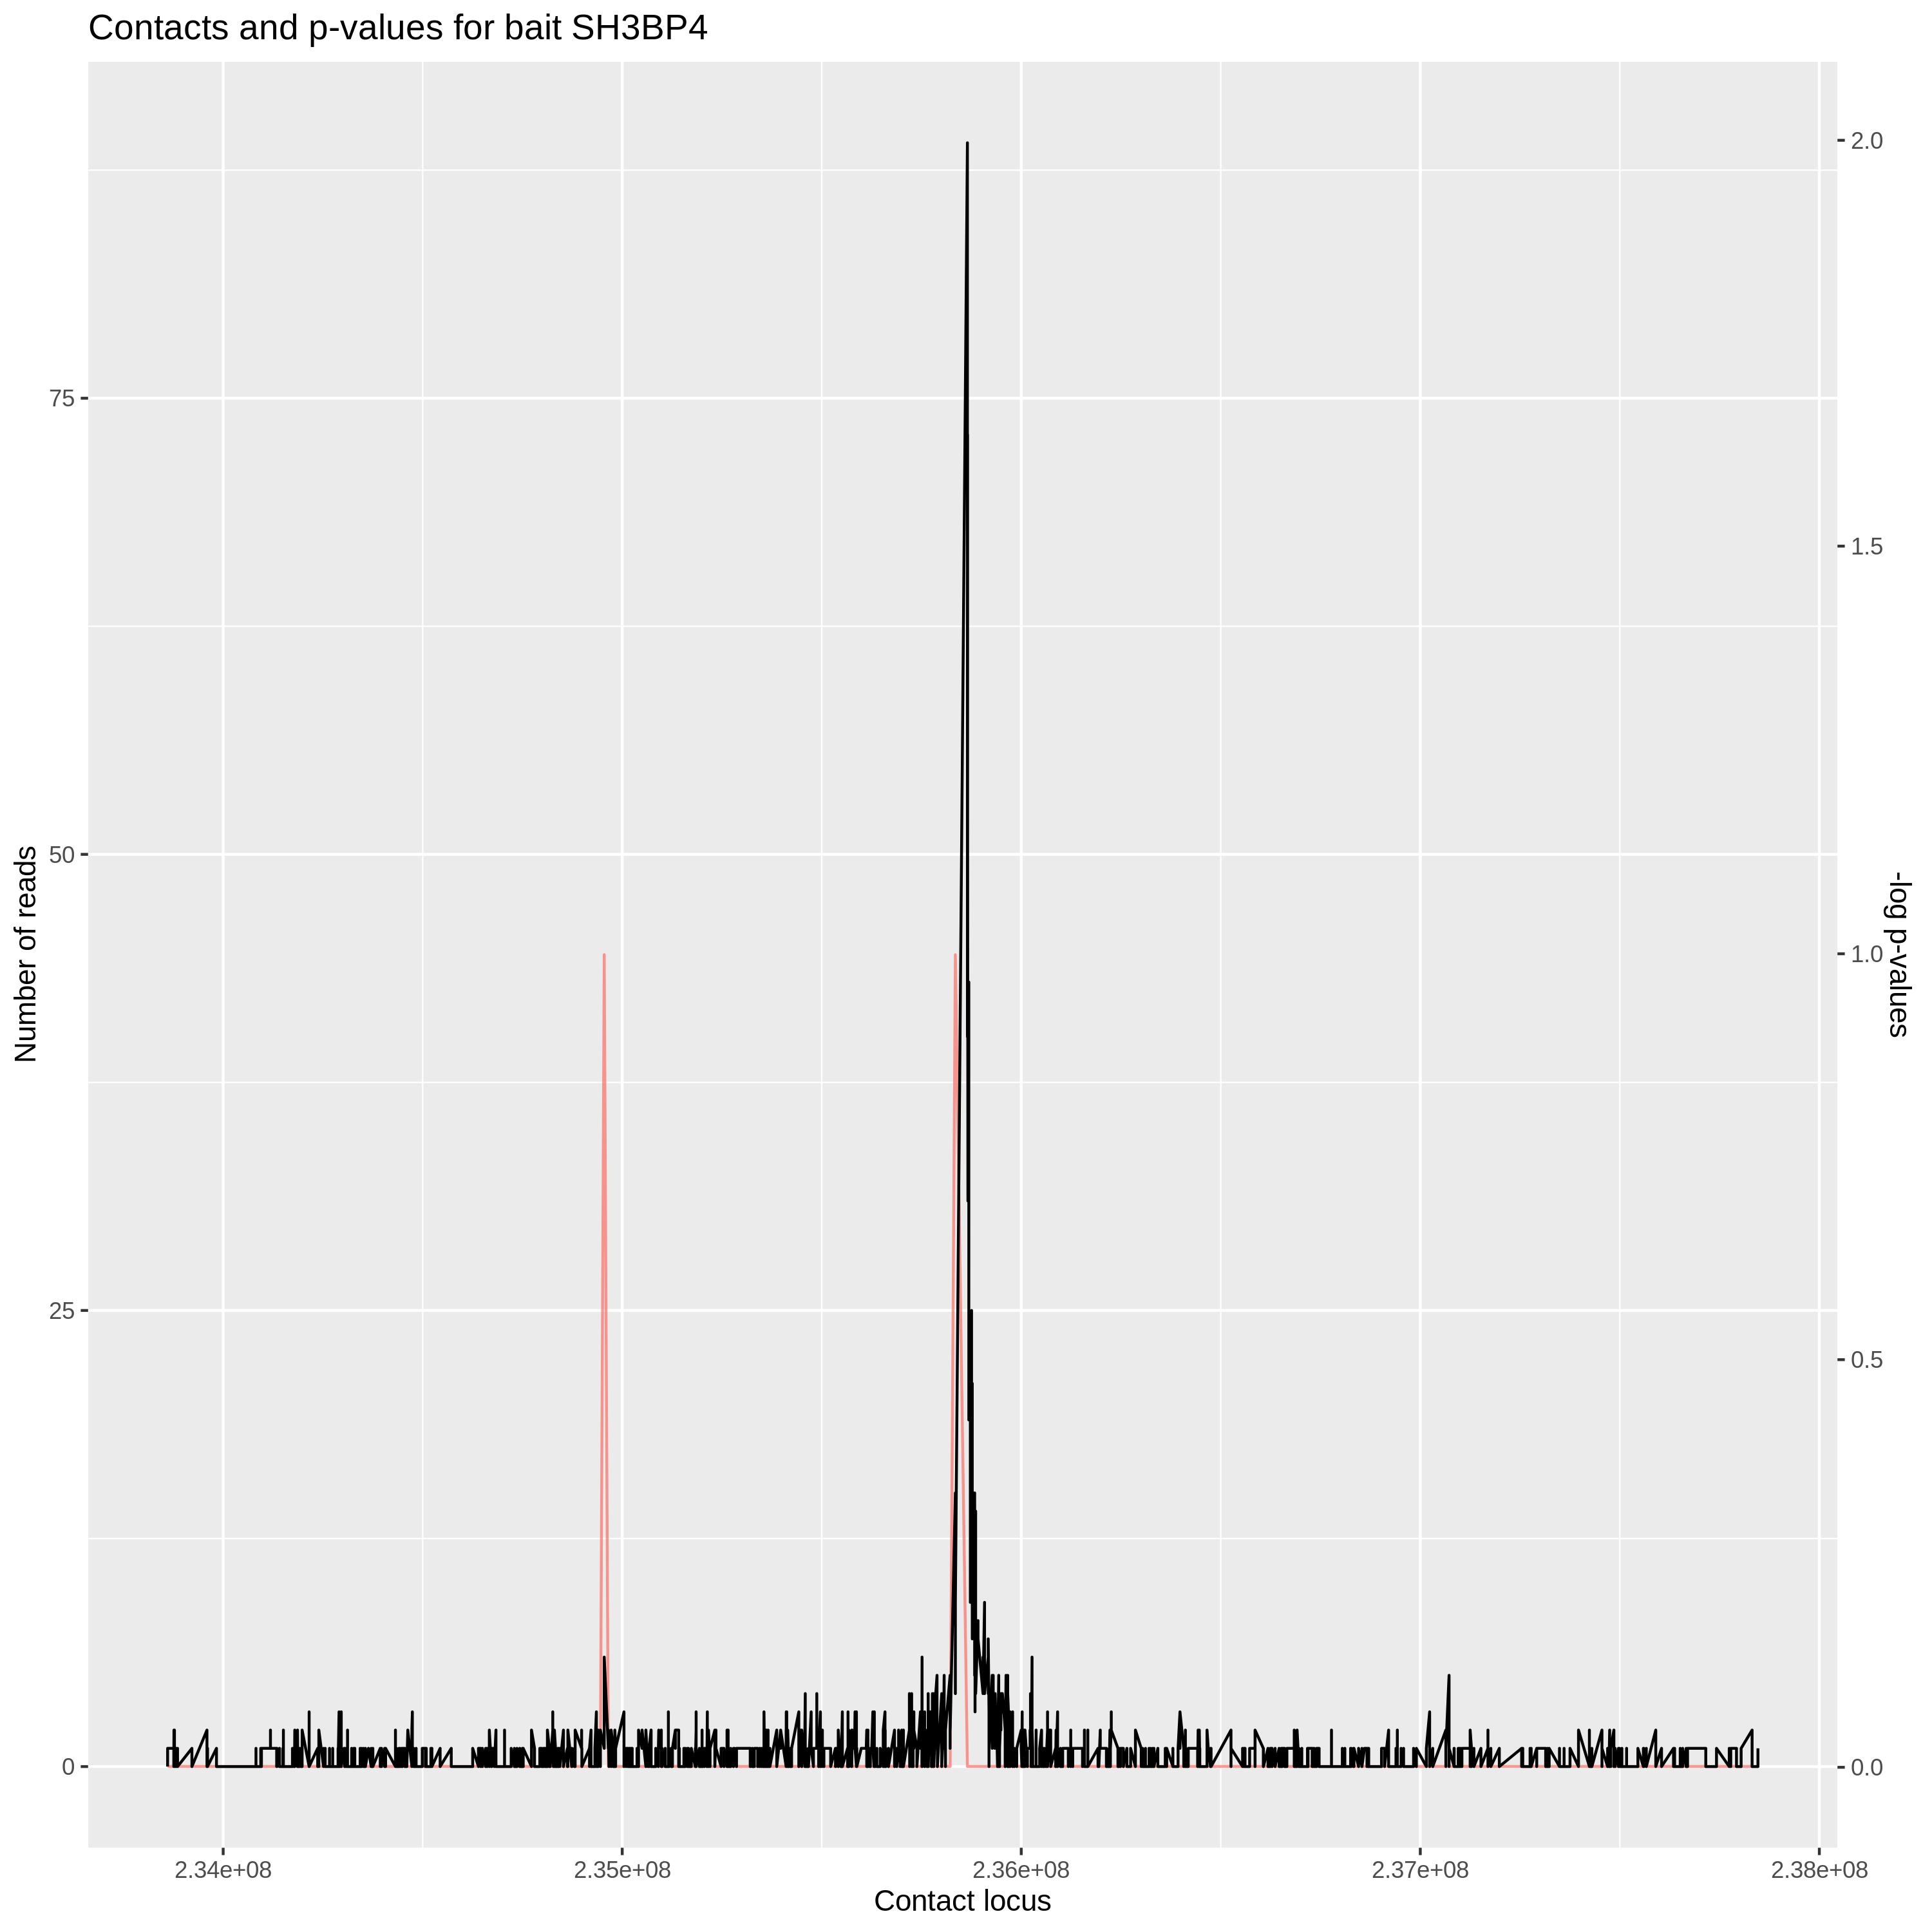 Contacts and p-values for bait SH3BP4
Number of reads
75
50
25
0
2.0
1.5
1.0
0.5
0.0
-log p-values
2.34e+08
2.35e+08
2.36e+08
2.37e+08
2.38e+08
Contact locus